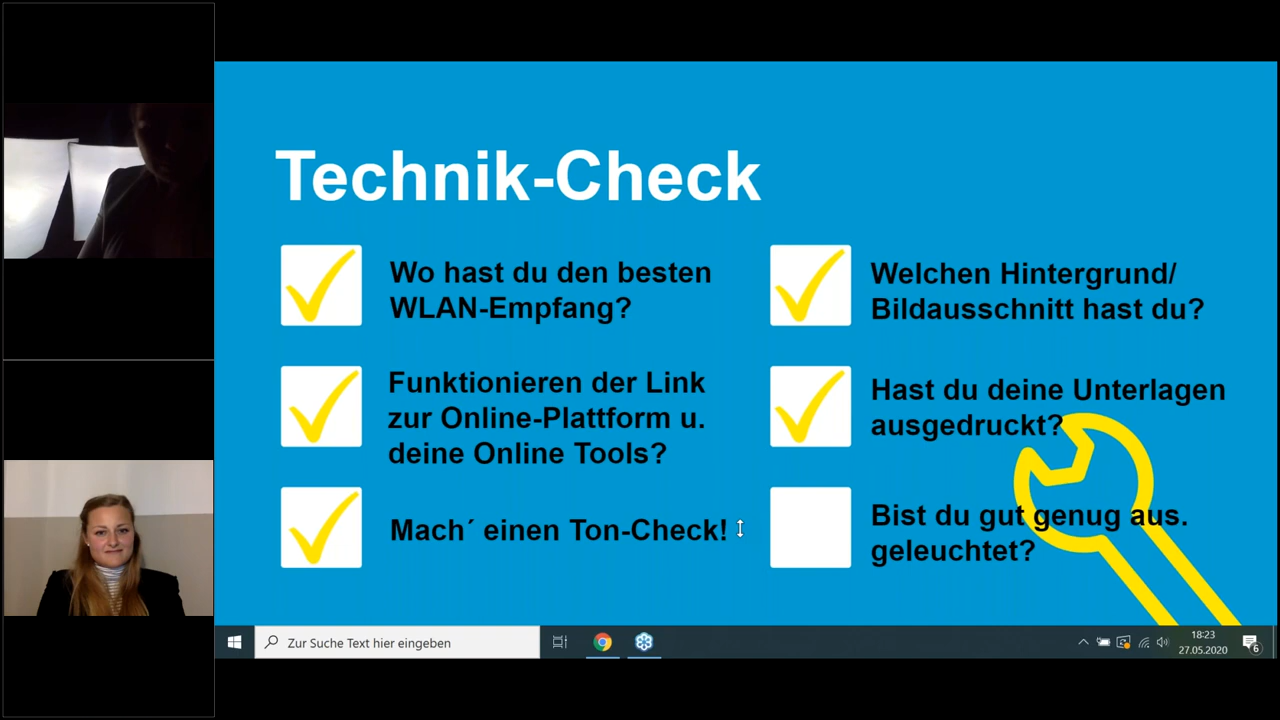 Technik-Check
Wo hast du den besten
WLAN-Empfang?
Funktionieren der Link
zur Online-Plattform u.
deine Online Tools?
Mach´ einen Ton-Check!
Welchen Hintergrund/
Bildausschnitt hast du?
Hast du deine Unterlagen
ausgedruckt?
Bist du gut genug aus.
geleuchtet?
Zur Suche Text hier eingeben
18:23
27.05.2020
6